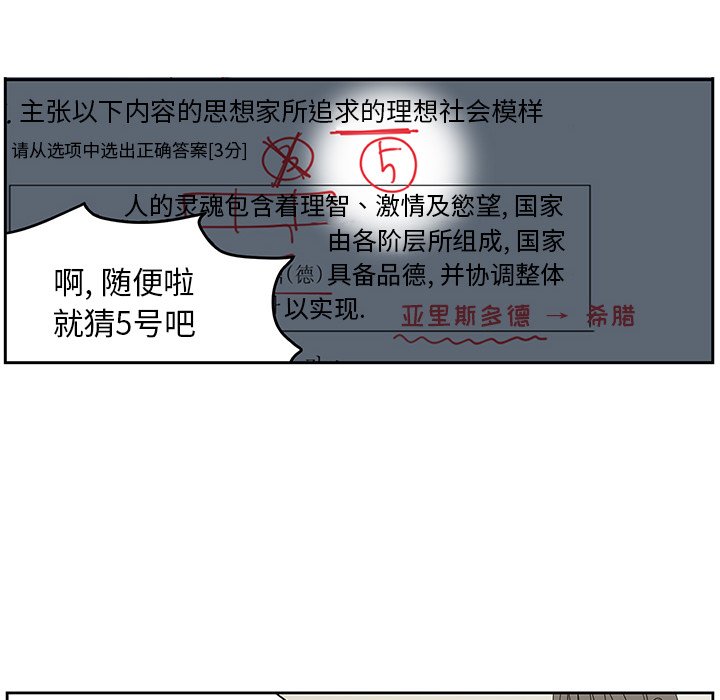 主张以下内容的思想家所追求的理想社会模样
请从选项中选出正确答案[3分]
⑤
人的灵魂包含着理智、激情及慾望, 国家
由各阶层所组成, 国家
(德)具备品德, 并协调整体
以实现.
亚里斯多德 → 希腊
啊, 随便啦
就猜5号吧